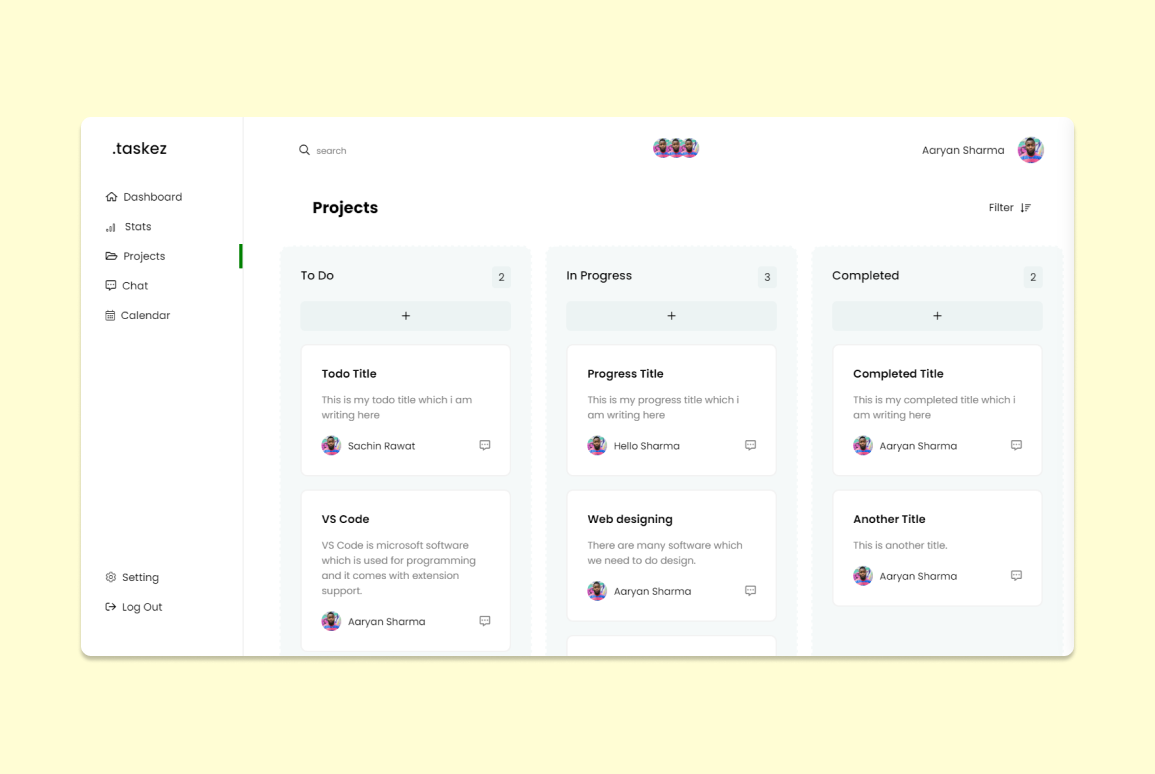 .taskez
search
Aaryan Sharma
Dashboard
Stats
Projects
Chat
Calendar
Setting
Log Out
Projects
Filter
To Do
2
+
Todo Title
This is my todo title which i am
writing here
Sachin Rawat
VS Code
VS Code is microsoft software
which is used for programming
and it comes with extension
support.
Aaryan Sharma
In Progress
3
+
Progress Title
This is my progress title which i
am writing here
Hello Sharma
Web designing
There are many software which
we need to do design.
Aaryan Sharma
Completed
2
+
Completed Title
This is my completed title which i
am writing here
Aaryan Sharma
Another Title
This is another title.
Aaryan Sharma